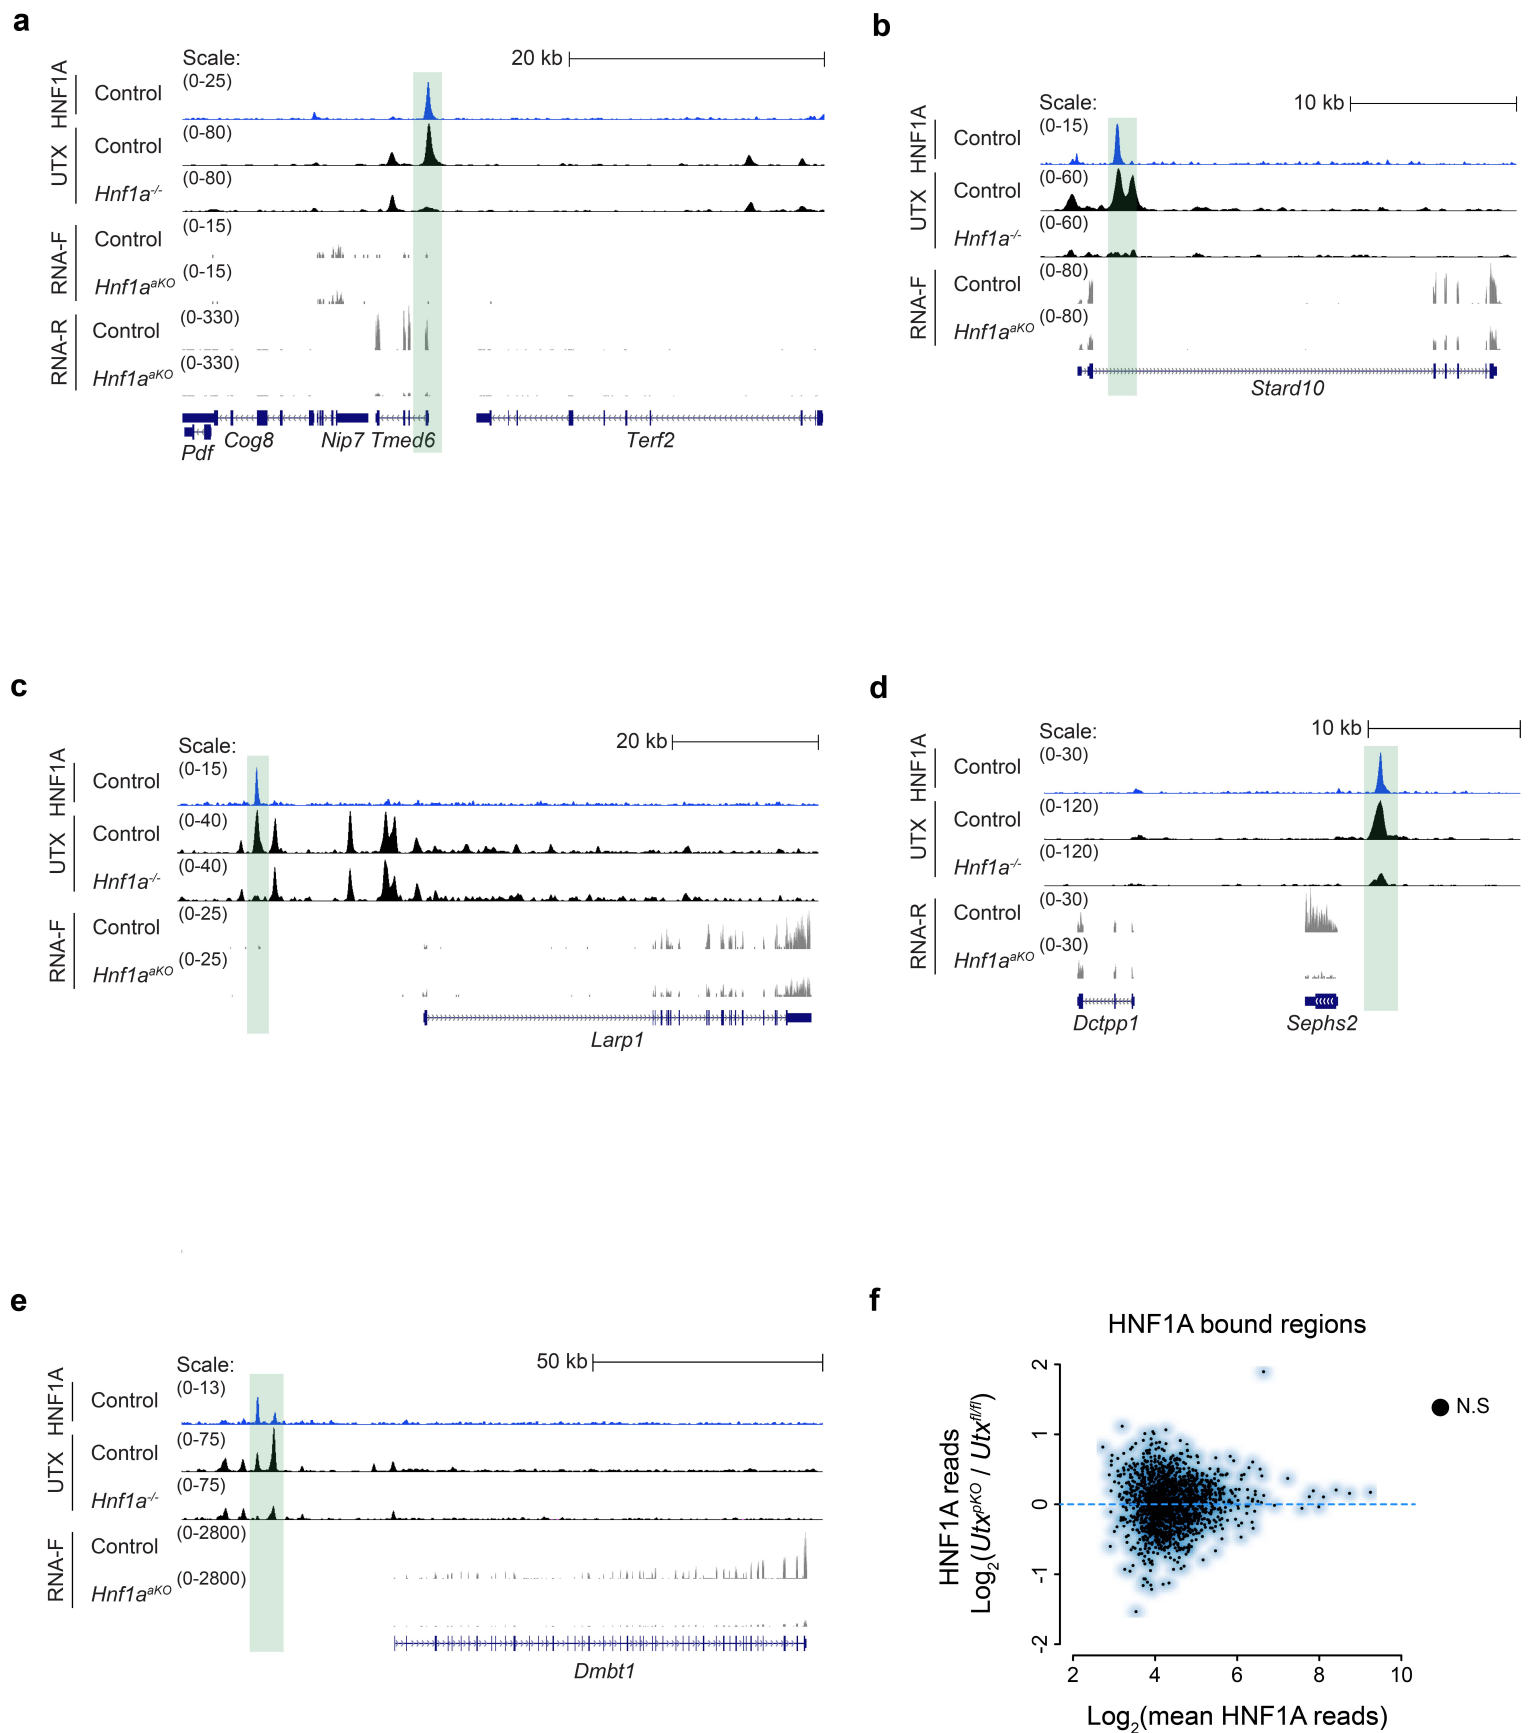 a
Scale:
20 kb
HNF1A
Control
(0-25)
UTX
Control
(0-80)
Hnf1a-/-
(0-80)
RNA-F
Control
(0-15)
Hnf1aaKO
(0-15)
RNA-R
Control
(0-330)
Hnf1aaKO
(0-330)
Pdf
Cog8
Nip7
Tmed6
Terf2
b
Scale:
10 kb
HNF1A
Control
(0-15)
UTX
Control
(0-60)
Hnf1a-/-
(0-60)
RNA-F
Control
(0-80)
Hnf1aaKO
(0-80)
Stard10
c
Scale:
20 kb
HNF1A
Control
(0-15)
UTX
Control
(0-40)
Hnf1a-/-
(0-40)
RNA-F
Control
(0-25)
Hnf1aaKO
(0-25)
Larp1
d
Scale:
10 kb
HNF1A
Control
(0-30)
UTX
Control
(0-120)
Hnf1a-/-
(0-120)
RNA-R
Control
(0-30)
Hnf1aaKO
(0-30)
Dctpp1
Sephs2
e
Scale:
50 kb
HNF1A
Control
(0-13)
UTX
Control
(0-75)
Hnf1a-/-
(0-75)
RNA-F
Control
(0-2800)
Hnf1aaKO
(0-2800)
Dmbt1
f
HNF1A bound regions
N.S
HNF1A reads
Log2(UtxpKO / Utxfl/fl)
2
1
0
-1
-2
2 4 6 8 10
Log2(mean HNF1A reads)